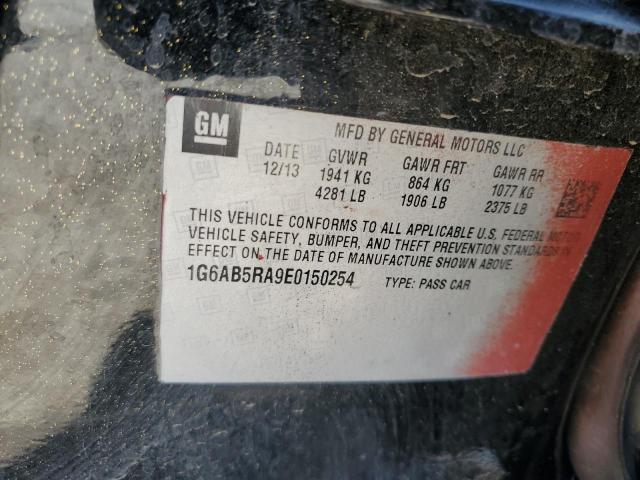 GM
MFD BY GENERAL MOTORS LLC
DATE GVWR GAWR FRT GAWR RR
12/13 1941 KG 864 KG 1077 KG
4281 LB 1906 LB 2375 LB
THIS VEHICLE CONFORMS TO ALL APPLICABLE U.S. FEDERAL MOTOR
VEHICLE SAFETY, BUMPER, AND THEFT PREVENTION STANDARDS IN
EFFECT ON THE DATE OF MANUFACTURE SHOWN ABOVE.
1G6AB5RA9E0150254 TYPE: PASS CAR